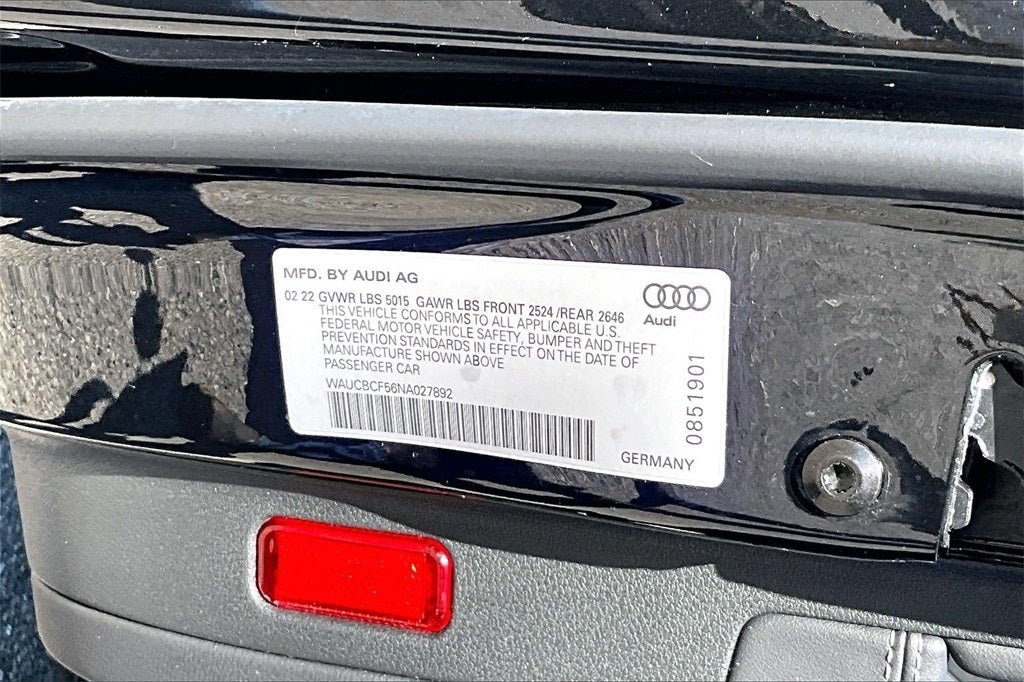 MFD. BY AUDI AG
02 22 GVWR LBS 5015 GAWR LBS FRONT 2524 /REAR 2646
THIS VEHICLE CONFORMS TO ALL APPLICABLE U.S.
FEDERAL MOTOR VEHICLE SAFETY, BUMPER AND THEFT
PREVENTION STANDARDS IN EFFECT ON THE DATE OF
MANUFACTURE SHOWN ABOVE
PASSENGER CAR
WAUCBCF56NA027892
Audi
0851901
GERMANY